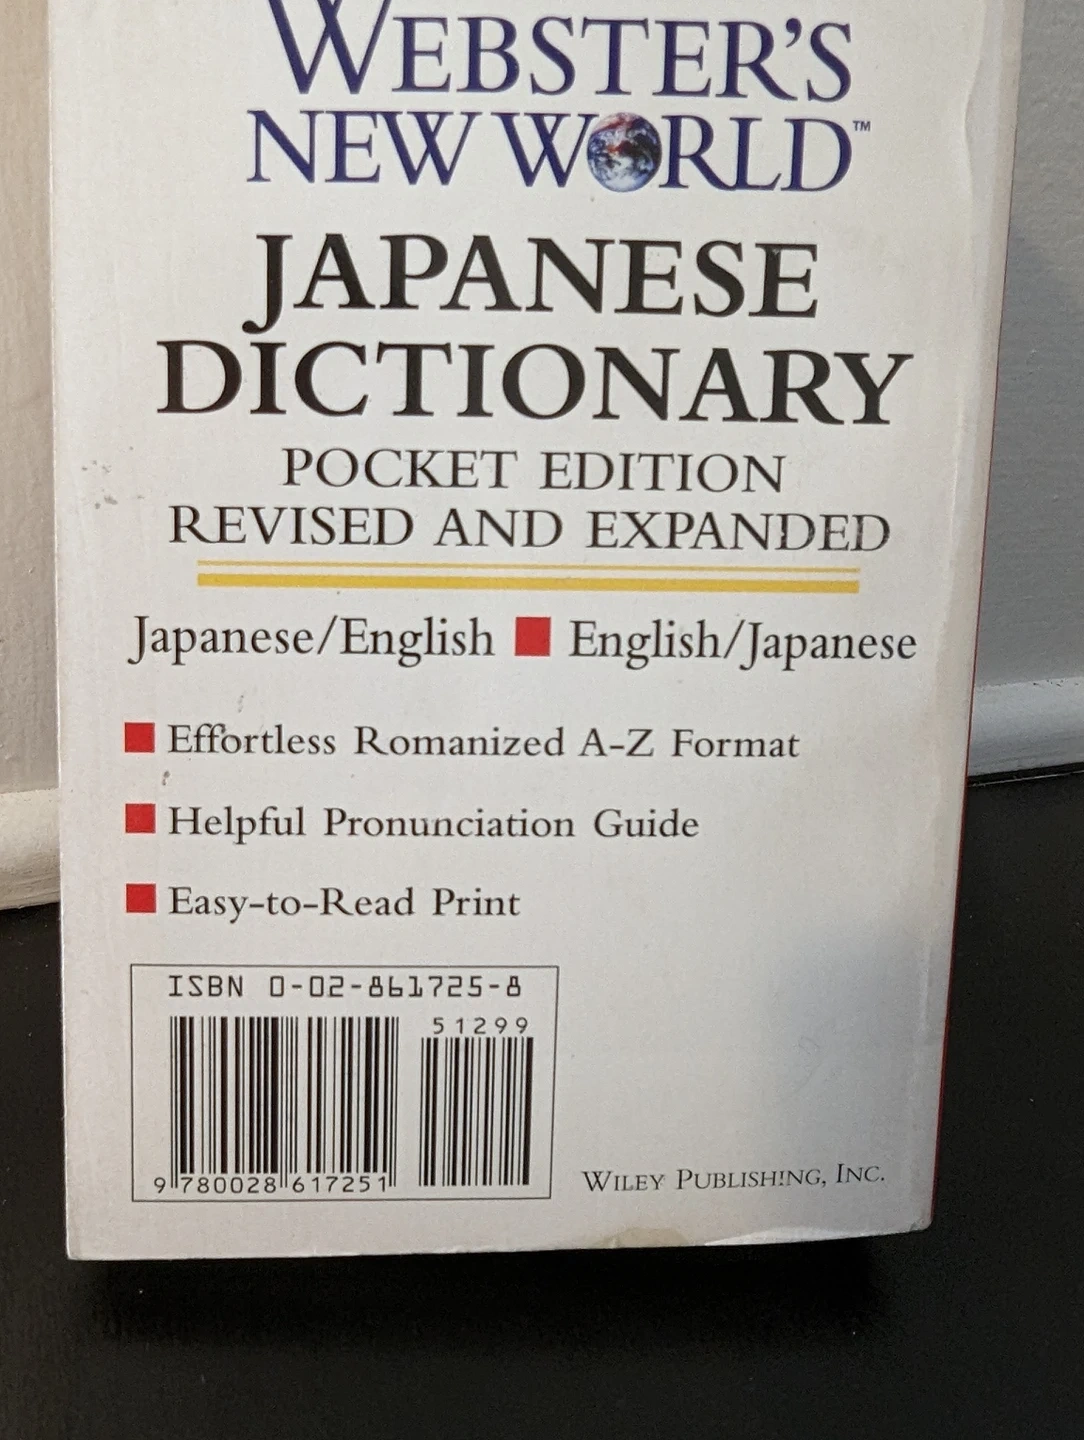 WEBSTER'S
NEW WORLD™
JAPANESE
DICTIONARY
POCKET EDITION
REVISED AND EXPANDED
Japanese/English ■ English/Japanese
■ Effortless Romanized A-Z Format
■ Helpful Pronunciation Guide
■ Easy-to-Read Print
ISBN 0-02-861725-8
51299
9 780028 617251
WILEY PUBLISHING, INC.